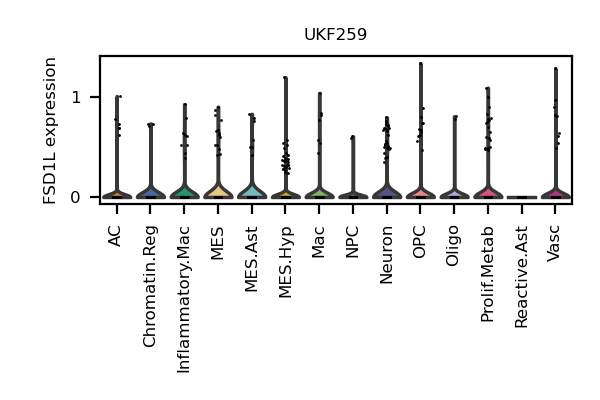 UKF259
FSD1L expression
1
0
AC
Chromatin.Reg
Inflammatory.Mac
MES
MES.Ast
MES.Hyp
Mac
NPC
Neuron
OPC
Oligo
Prolif.Metab
Reactive.Ast
Vasc